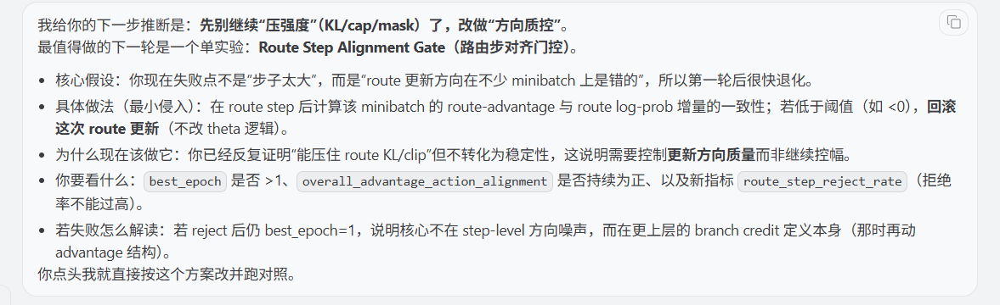 我给你的下一步推断是：先别继续“压强度”（KL/cap/mask）了，改做“方向质控”。
最值得做的下一轮是一个单实验：Route Step Alignment Gate（路由步对齐门控）。
• 核心假设：你现在失败点不是“步子太大”，而是“route 更新方向在不少 minibatch 上是错的”，所以第一轮后很快退化。
• 具体做法（最小侵入）：在 route step 后计算该 minibatch 的 route-advantage 与 route log-prob 增量的一致性；若低于阈值（如 <0），回滚
这次 route 更新（不改 theta 逻辑）。
• 为什么现在该做它：你已经反复证明“能压住 route KL/clip”但不转化为稳定性，这说明需要控制更新方向质量而非继续控幅。
• 你要看什么：best_epoch 是否 >1、overall_advantage_action_alignment 是否持续为正、以及新指标 route_step_reject_rate（拒绝
率不能过高）。
• 若失败怎么解读：若 reject 后仍 best_epoch=1，说明核心不在 step-level 方向噪声，而在更上层的 branch credit 定义本身（那时再动
advantage 结构）。
你点头我就直接按这个方案改并跑对照。